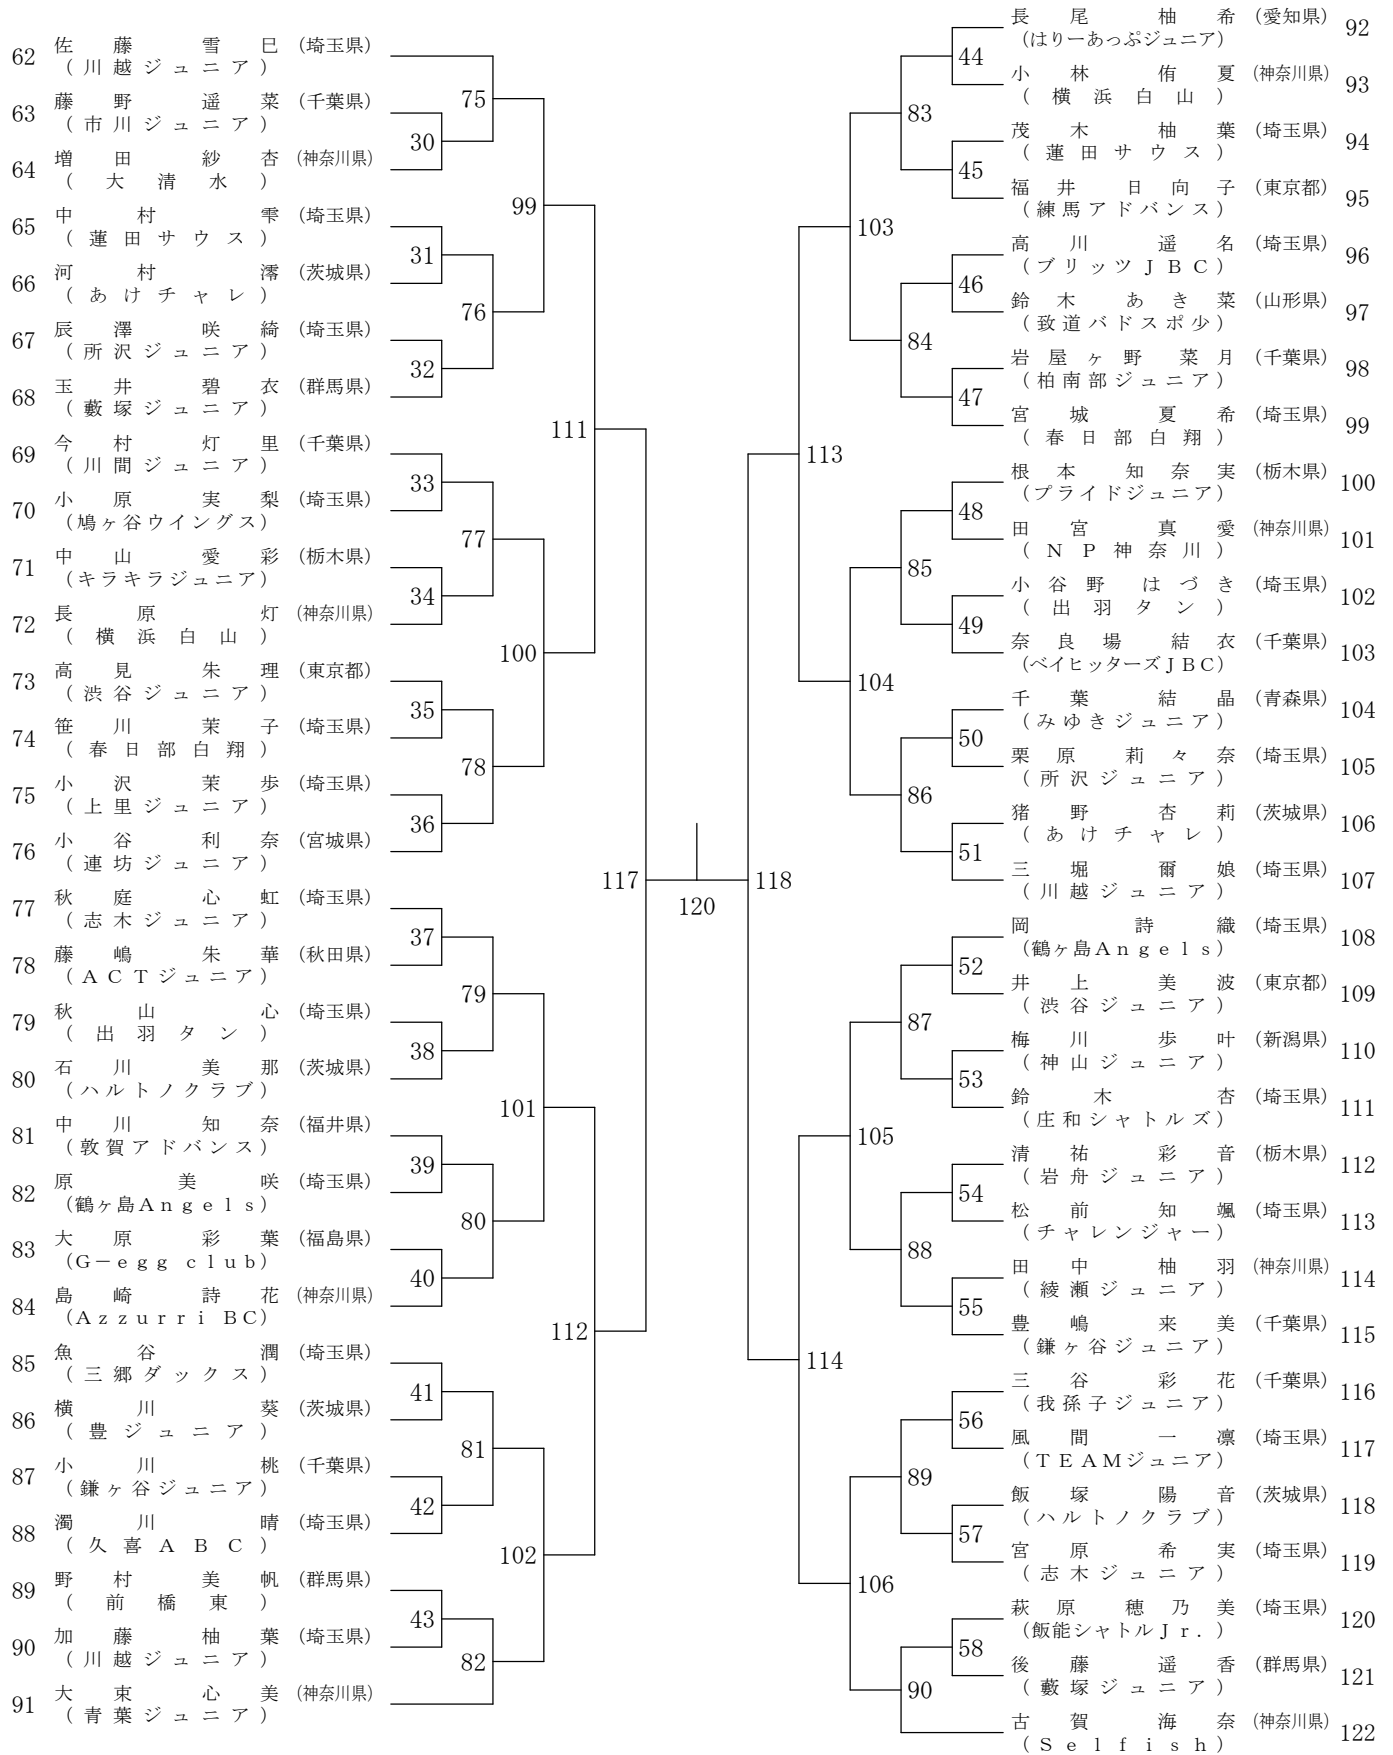 62 佐藤 雪巳 (埼玉県)
(川越ジュニア)
63 藤野 遥菜 (千葉県)
(市川ジュニア)
64 増田 紗杏 (神奈川県)
(大清水)
65 中村 雫 (埼玉県)
(蓮田サウス)
66 河村 澪 (茨城県)
(あけチャレ)
67 辰澤 咲綺 (埼玉県)
(所沢ジュニア)
68 玉井 碧衣 (群馬県)
(藪塚ジュニア)
69 今村 灯里 (千葉県)
(川間ジュニア)
70 小原 実梨 (埼玉県)
(鳩ヶ谷ウイングス)
71 中山 愛彩 (栃木県)
(キラキラジュニア)
72 長原 灯 (神奈川県)
(横浜白山)
73 高見 朱理 (東京都)
(渋谷ジュニア)
74 笹川 茉子 (埼玉県)
(春日部白翔)
75 小沢 茉歩 (埼玉県)
(上里ジュニア)
76 小谷 利奈 (宮城県)
(連坊ジュニア)
77 秋庭 心虹 (埼玉県)
(志木ジュニア)
78 藤嶋 朱華 (秋田県)
(ACTジュニア)
79 秋山 心 (埼玉県)
(出羽タン)
80 石川 美那 (茨城県)
(ハルトノクラブ)
81 中川 知奈 (福井県)
(敦賀アドバンス)
82 原 美咲 (埼玉県)
(鶴ヶ島Angels)
83 大原 彩葉 (福島県)
(G−egg club)
84 島崎 詩花 (神奈川県)
(Azzurri BC)
85 魚谷 潤 (埼玉県)
(三郷ダックス)
86 横川 葵 (茨城県)
(豊ジュニア)
87 小川 桃 (千葉県)
(鎌ヶ谷ジュニア)
88 濁川 晴 (埼玉県)
(久喜ABC)
89 野村 美帆 (群馬県)
(前橋東)
90 加藤 柚葉 (埼玉県)
(川越ジュニア)
91 大束 心美 (神奈川県)
(青葉ジュニア)
30
31
32
33
34
35
36
37
38
39
40
41
42
43
75
76
77
78
79
80
81
82
99
100
101
102
111
112
117
120
118
113
114
103
104
105
106
83
84
85
86
87
88
89
90
44
45
46
47
48
49
50
51
52
53
54
55
56
57
58
長尾 柚希 (愛知県) 92
(はりーあっぷジュニア)
小林 侑夏 (神奈川県) 93
(横浜白山)
茂木 柚葉 (埼玉県) 94
(蓮田サウス)
福井 日向子 (東京都) 95
(練馬アドバンス)
高川 遥名 (埼玉県) 96
(ブリッツJBC)
鈴木 あき菜 (山形県) 97
(致道バドスポ少)
岩屋ヶ野 菜月 (千葉県) 98
(柏南部ジュニア)
宮城 夏希 (埼玉県) 99
(春日部白翔)
根本 知奈実 (栃木県) 100
(プライドジュニア)
田宮 真愛 (神奈川県) 101
(NP神奈川)
小谷野 はづき (埼玉県) 102
(出羽タン)
奈良場 結衣 (千葉県) 103
(ベイヒッターズJBC)
千葉 結晶 (青森県) 104
(みゆきジュニア)
栗原 莉々奈 (埼玉県) 105
(所沢ジュニア)
猪野 杏莉 (茨城県) 106
(あけチャレ)
三堀 爾娘 (埼玉県) 107
(川越ジュニア)
岡 詩織 (埼玉県) 108
(鶴ヶ島Angels)
井上 美波 (東京都) 109
(渋谷ジュニア)
梅川 歩叶 (新潟県) 110
(神山ジュニア)
鈴木 杏 (埼玉県) 111
(庄和シャトルズ)
清祐 彩音 (栃木県) 112
(岩舟ジュニア)
松前 知颯 (埼玉県) 113
(チャレンジャー)
田中 柚羽 (神奈川県) 114
(綾瀬ジュニア)
豊嶋 来美 (千葉県) 115
(鎌ヶ谷ジュニア)
三谷 彩花 (千葉県) 116
(我孫子ジュニア)
風間 一凛 (埼玉県) 117
(TEAMジュニア)
飯塚 陽音 (茨城県) 118
(ハルトノクラブ)
宮原 希実 (埼玉県) 119
(志木ジュニア)
萩原 穂乃美 (埼玉県) 120
(飯能シャトルJr.)
後藤 遥香 (群馬県) 121
(藪塚ジュニア)
古賀 海奈 (神奈川県) 122
(Selfish)